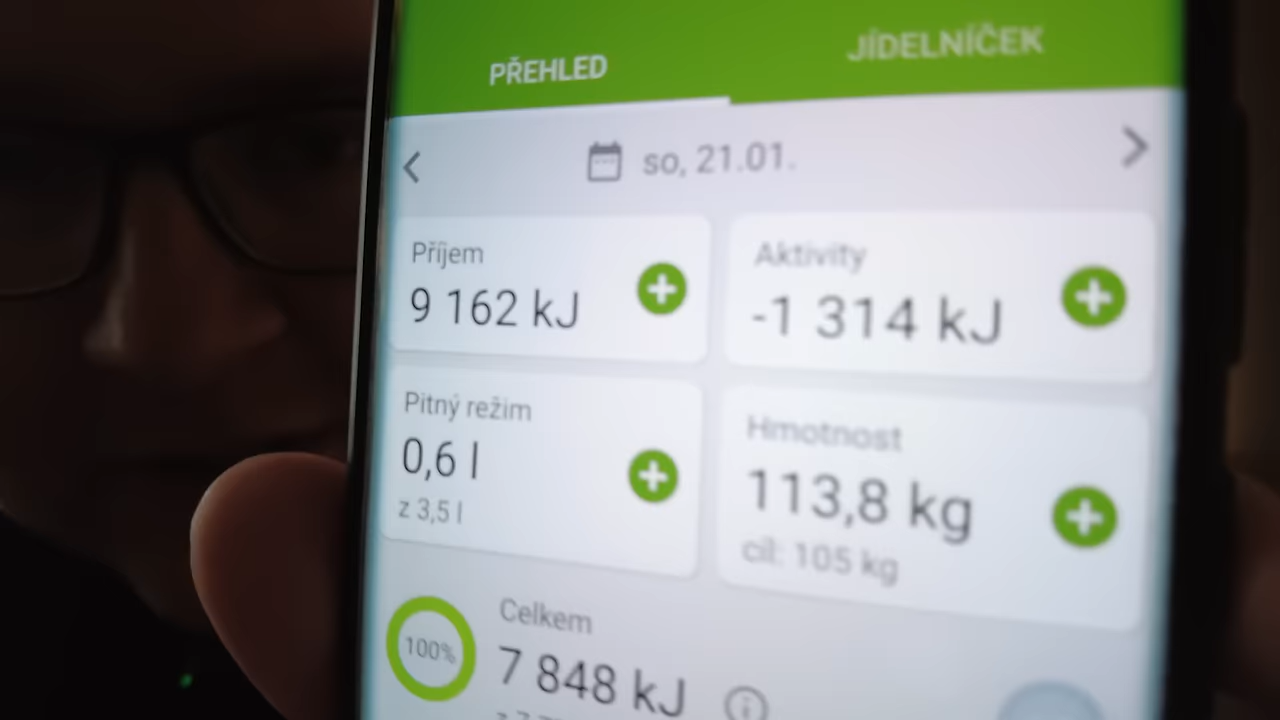 PŘEHLED
JÍDELNÍČEK
so, 21.01.
Příjem
9 162 kJ
Aktivity
-1 314 kJ
Pitný režim
0,6 l
z 3,5 l
Hmotnost
113,8 kg
cíl: 105 kg
100%
Celkem
7 848 kJ